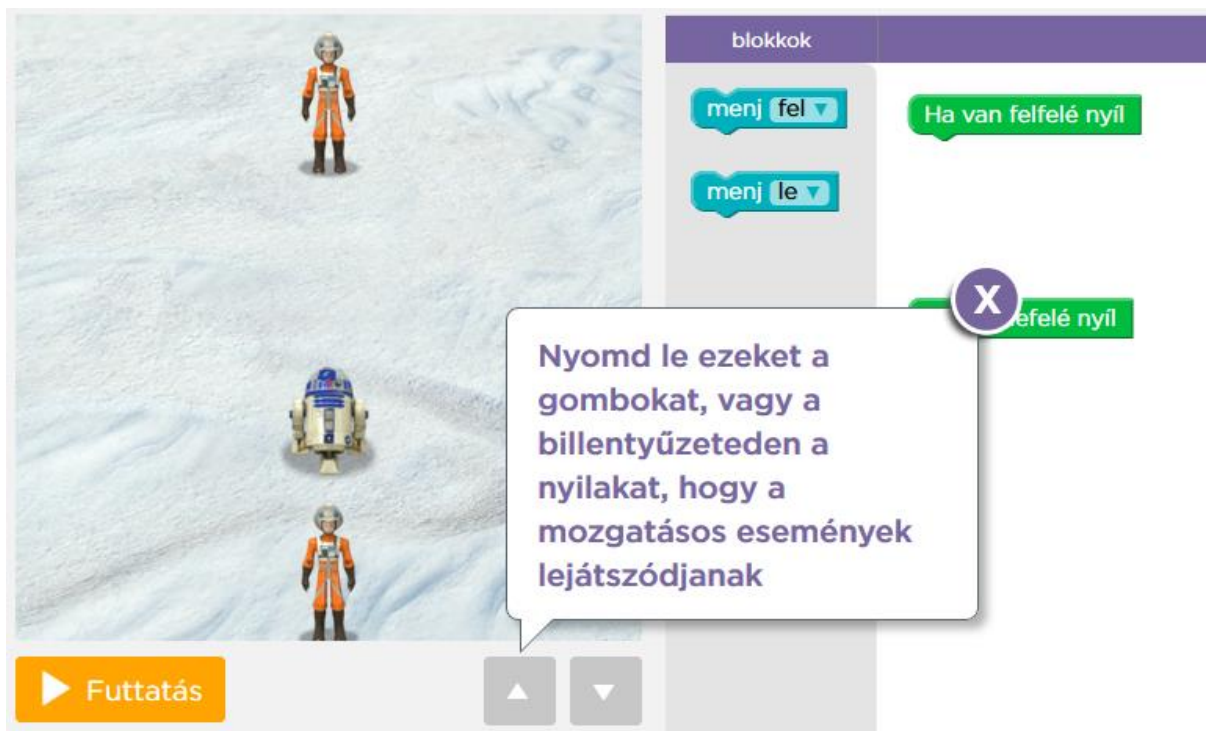 blokkok
menj fel
menj le
Ha van felfelé nyíl
efelé nyíl
X
Nyomd le ezeket a
gombokat, vagy a
billentyűzeteden a
nyilakat, hogy a
mozgatásos események
lejátszódjanak
Futtatás